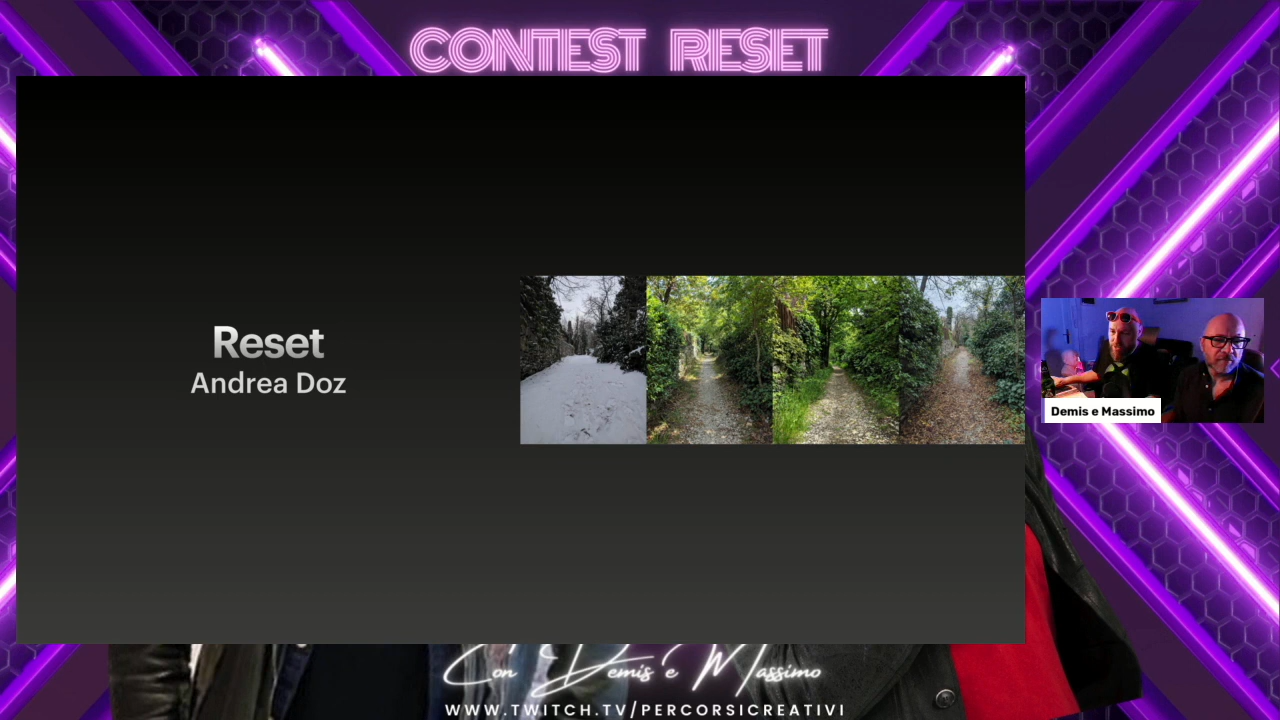 CONTEST RESET
Reset
Andrea Doz
Demis e Massimo
Con Demis e Massimo
WWW.TWITCH.TV/PERCORSICREATIVI